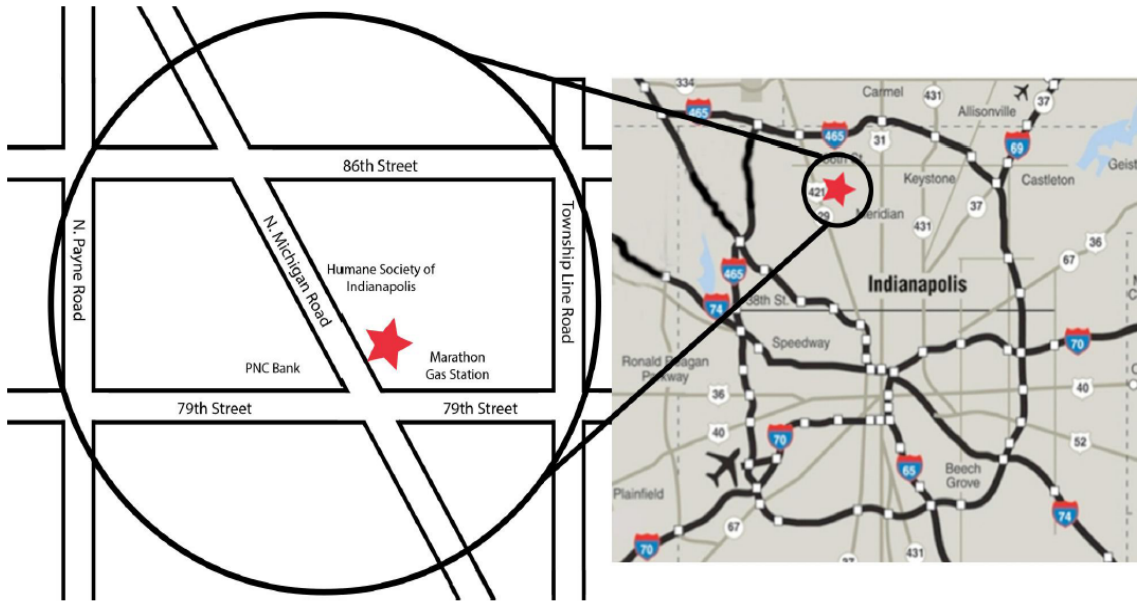 86th Street
N. Payne Road
N. Michigan Road
Township Line Road
Humane Society of
Indianapolis
PNC Bank
Marathon
Gas Station
79th Street
79th Street
334
Carmel
431
37
465
Allisonville
465
31
69
Geist
Keystone
Castleton
421
Meridian
37
29
431
36
67
465
Indianapolis
74
38th St.
70
Speedway
Ronald Reagan
Parkway
36
40
40
70
52
65
Beech
Grove
Plainfield
74
67
70
37
431